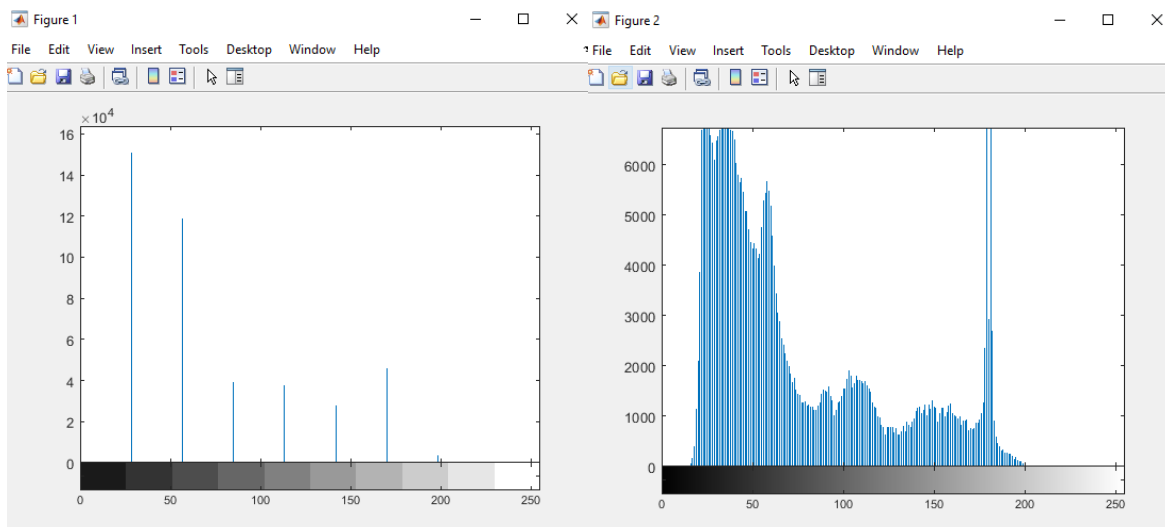 Figure 1
File Edit View Insert Tools Desktop Window Help
× 10^4
16
14
12
10
8
6
4
2
0
0 50 100 150 200 250
Figure 2
File Edit View Insert Tools Desktop Window Help
6000
5000
4000
3000
2000
1000
0
0 50 100 150 200 250